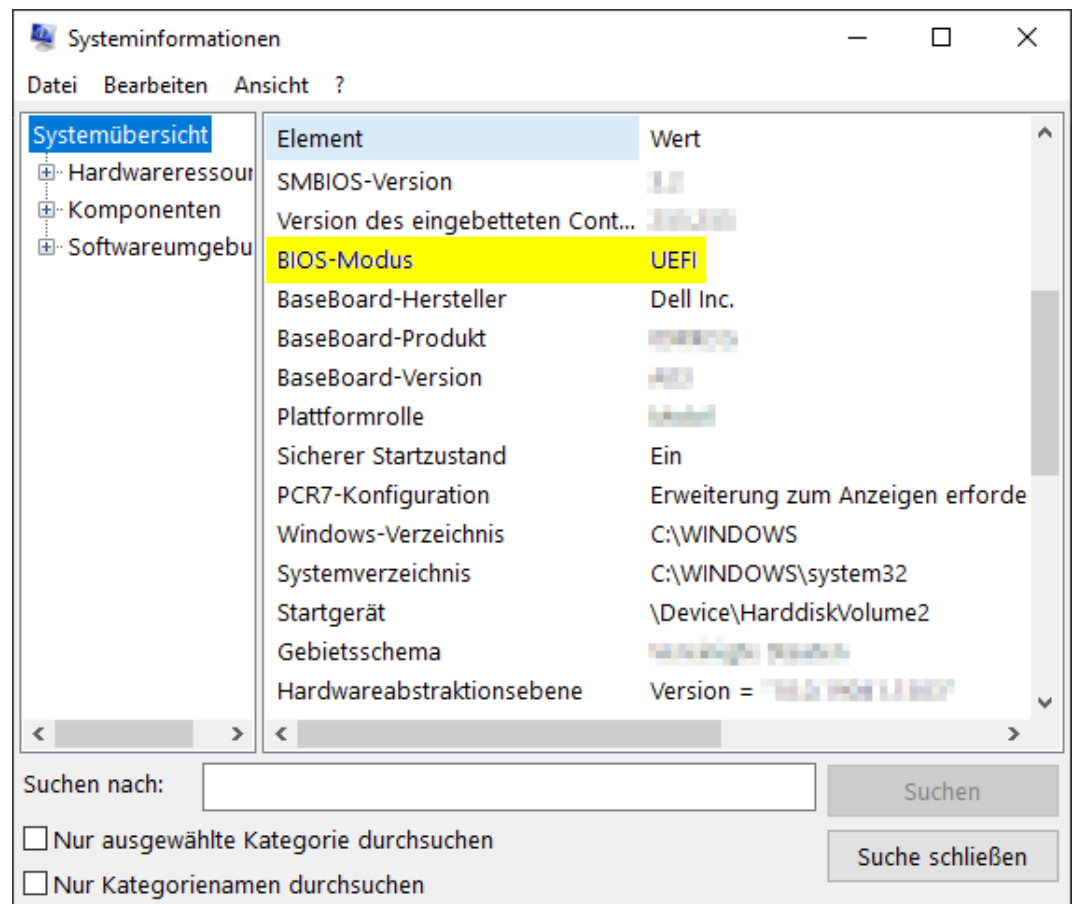 Systeminformationen
Datei Bearbeiten Ansicht ?
Systemübersicht
Hardwareressour
Komponenten
Softwareumgebu
Element Wert
SMBIOS-Version
Version des eingebetteten Cont...
BIOS-Modus UEFI
BaseBoard-Hersteller Dell Inc.
BaseBoard-Produkt
BaseBoard-Version
Plattformrolle
Sicherer Startzustand Ein
PCR7-Konfiguration Erweiterung zum Anzeigen erforde
Windows-Verzeichnis C:\WINDOWS
Systemverzeichnis C:\WINDOWS\system32
Startgerät \Device\HarddiskVolume2
Gebietsschema
Hardwareabstraktionsebene Version =
Suchen nach: Suchen
Nur ausgewählte Kategorie durchsuchen
Suche schließen
Nur Kategorienamen durchsuchen